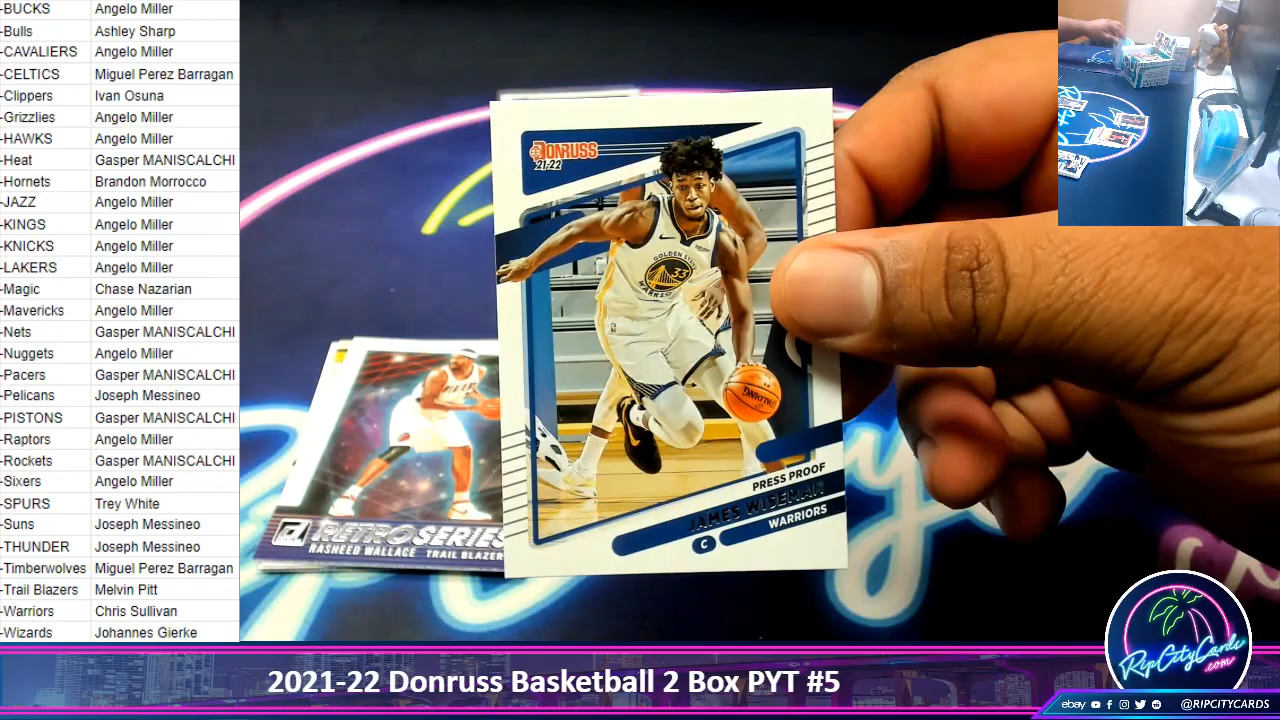 -BUCKS Angelo Miller
-Bulls Ashley Sharp
-CAVALIERS Angelo Miller
-CELTICS Miguel Perez Barragan
-Clippers Ivan Osuna
-Grizzlies Angelo Miller
-HAWKS Angelo Miller
-Heat Gasper MANISCALCHI
-Hornets Brandon Morrocco
-JAZZ Angelo Miller
-KINGS Angelo Miller
-KNICKS Angelo Miller
-LAKERS Angelo Miller
-Magic Chase Nazarian
-Mavericks Angelo Miller
-Nets Gasper MANISCALCHI
-Nuggets Angelo Miller
-Pacers Gasper MANISCALCHI
-Pelicans Joseph Messineo
-PISTONS Gasper MANISCALCHI
-Raptors Angelo Miller
-Rockets Gasper MANISCALCHI
-Sixers Angelo Miller
-SPURS Trey White
-Suns Joseph Messineo
-THUNDER Joseph Messineo
-Timberwolves Miguel Perez Barragan
-Trail Blazers Melvin Pitt
-Warriors Chris Sullivan
-Wizards Johannes Gierke
DONRUSS
21-22
GOLDEN STATE
33
WARRIORS
SPALDING
PRESS PROOF
JAMES WISEMAN
WARRIORS
C
RETRO SERIES
RASHEED WALLACE TRAIL BLAZERS
2021-22 Donruss Basketball 2 Box PYT #5
RipCityCards
.com
ebay @RIPCITYCARDS